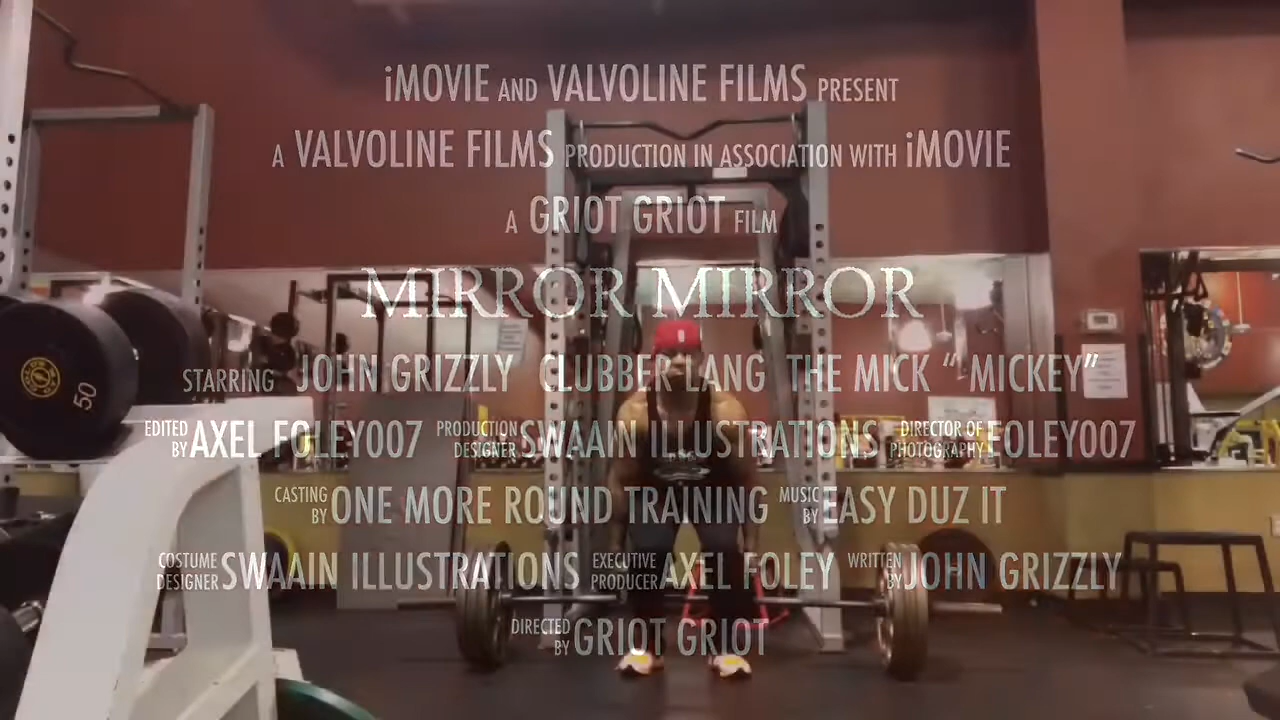 iMOVIE AND VALVOLINE FILMS PRESENT
A VALVOLINE FILMS PRODUCTION IN ASSOCIATION WITH iMOVIE
A GRIOT GRIOT FILM
MIRROR MIRROR
STARRING JOHN GRIZZLY CLUBBER LANG THE MICK “ MICKEY”
EDITED BY AXEL FOLEY007 PRODUCTION DESIGNER SWAAIN ILLUSTRATIONS DIRECTOR OF PHOTOGRAPHY FOLEY007
CASTING BY ONE MORE ROUND TRAINING MUSIC BY EASY DUZ IT
COSTUME DESIGNER SWAAIN ILLUSTRATIONS EXECUTIVE PRODUCER AXEL FOLEY WRITTEN BY JOHN GRIZZLY
DIRECTED BY GRIOT GRIOT
50